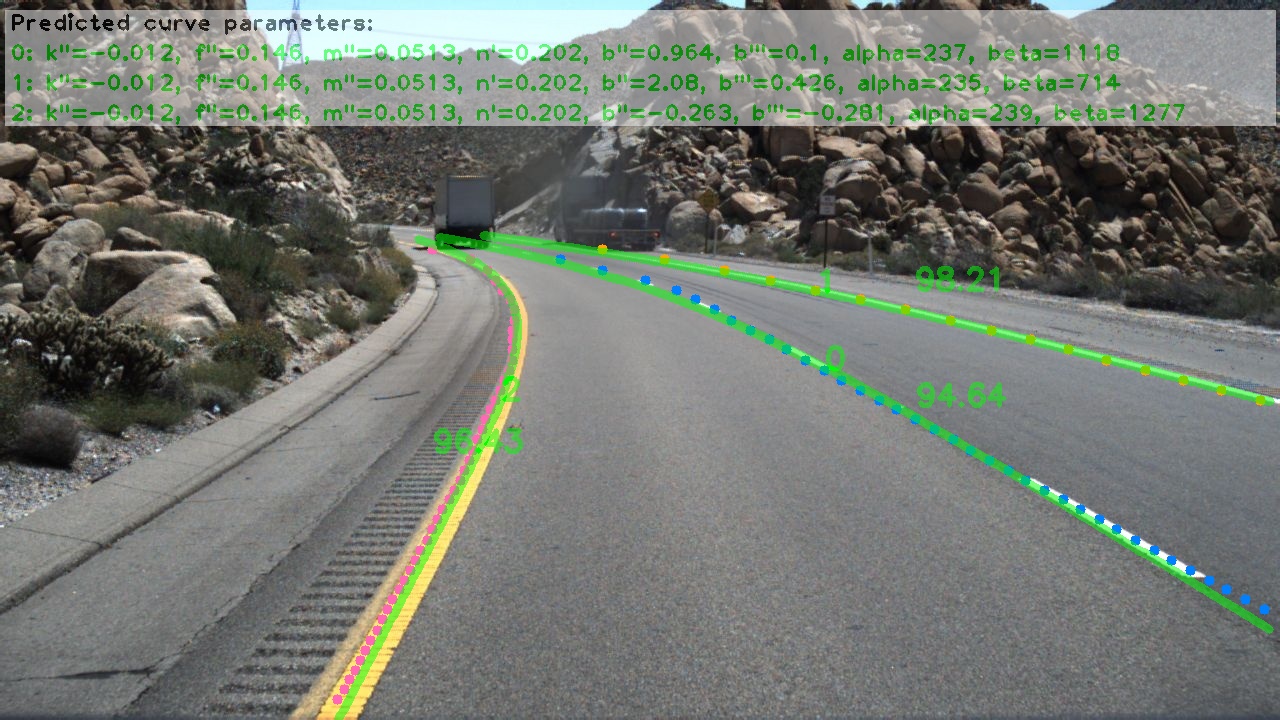 Predicted curve parameters:
0: k''=-0.012, f''=0.146, m''=0.0513, n'=0.202, b''=0.964, b'''=0.1, alpha=237, beta=1118
1: k''=-0.012, f''=0.146, m''=0.0513, n'=0.202, b''=2.08, b'''=0.426, alpha=235, beta=714
2: k''=-0.012, f''=0.146, m''=0.0513, n'=0.202, b''=-0.263, b'''=-0.281, alpha=239, beta=1277
1 98.21
0
94.64
2